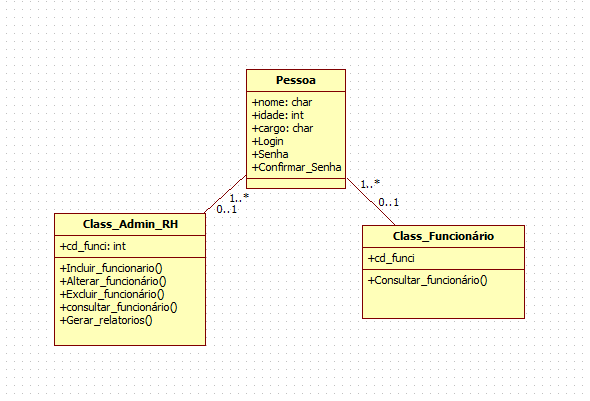 Pessoa
+nome: char
+idade: int
+cargo: char
+Login
+Senha
+Confirmar_Senha
1..*
0..1
1..*
0..1
Class_Admin_RH
+cd_funci: int
+Incluir_funcionario()
+Alterar_funcionário()
+Excluir_funcionário()
+consultar_funcionário()
+Gerar_relatorios()
Class_Funcionário
+cd_funci
+Consultar_funcionário()